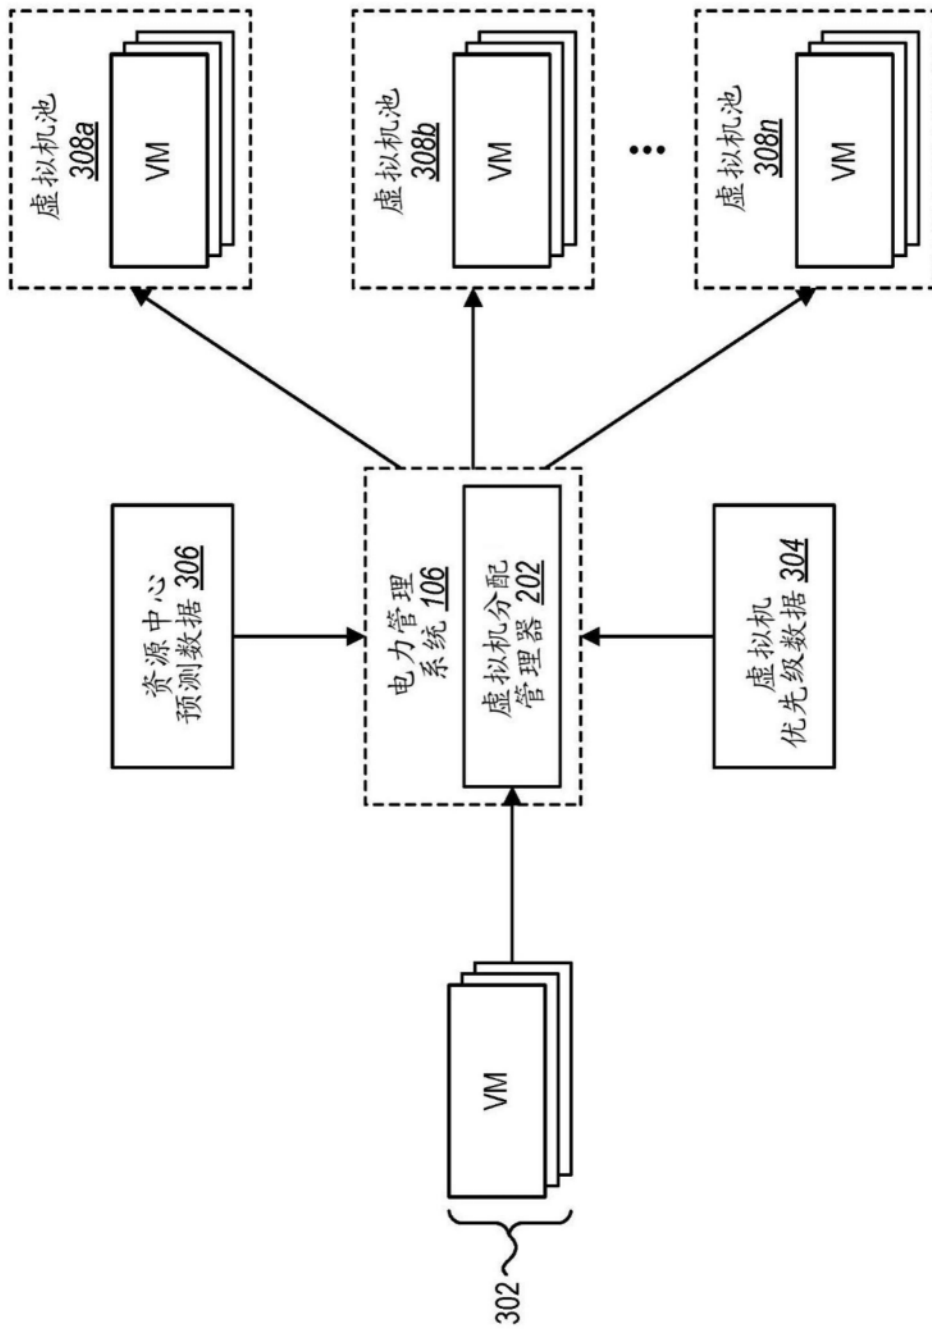 302
VM
资源中心
预测数据 306
电力管理
系统 106
虚拟机分配
管理器 202
虚拟机
优先级数据 304
虚拟机池
308a
VM
虚拟机池
308b
VM
•••
虚拟机池
308n
VM